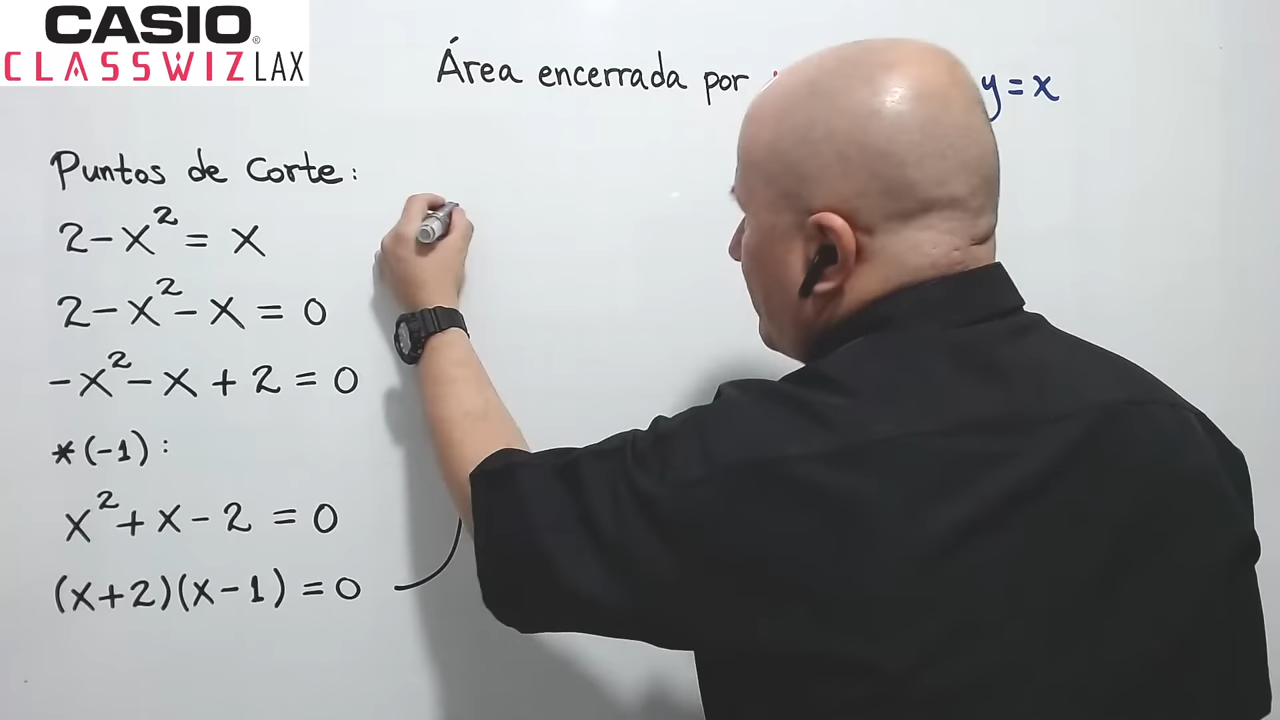 CASIO®
CLASSWIZ LAX
Área encerrada por y=x
Puntos de Corte:
2-x²=x
2-x²-x=0
-x²-x+2=0
*(-1):
x²+x-2=0
(x+2)(x-1)=0